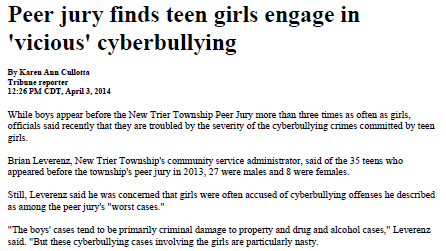 Peer jury finds teen girls engage in
'vicious' cyberbullying
By Karen Ann Cullotta
Tribune reporter
12:26 PM CDT, April 3, 2014
While boys appear before the New Trier Township Peer Jury more than three times as often as girls,
officials said recently that they are troubled by the severity of the cyberbullying crimes committed by teen
girls.
Brian Leverenz, New Trier Township's community service administrator, said of the 35 teens who
appeared before the township's peer jury in 2013, 27 were males and 8 were females.
Still, Leverenz said he was concerned that girls were often accused of cyberbullying offenses he described
as among the peer jury's "worst cases."
"The boys' cases tend to be primarily criminal damage to property and drug and alcohol cases," Leverenz
said. "But these cyberbullying cases involving the girls are particularly nasty.